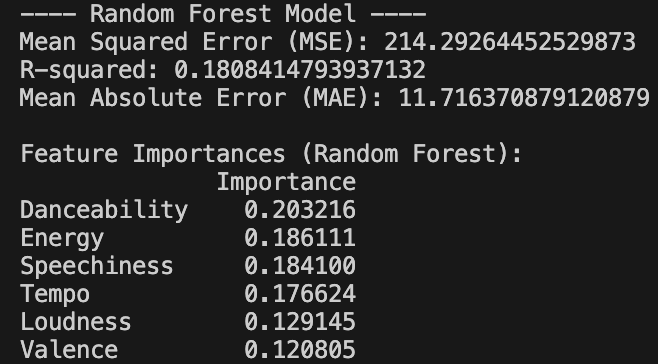 ---- Random Forest Model ----
Mean Squared Error (MSE): 214.29264452529873
R-squared: 0.1808414793937132
Mean Absolute Error (MAE): 11.716370879120879
Feature Importances (Random Forest):
Importance
Danceability 0.203216
Energy 0.186111
Speechiness 0.184100
Tempo 0.176624
Loudness 0.129145
Valence 0.120805